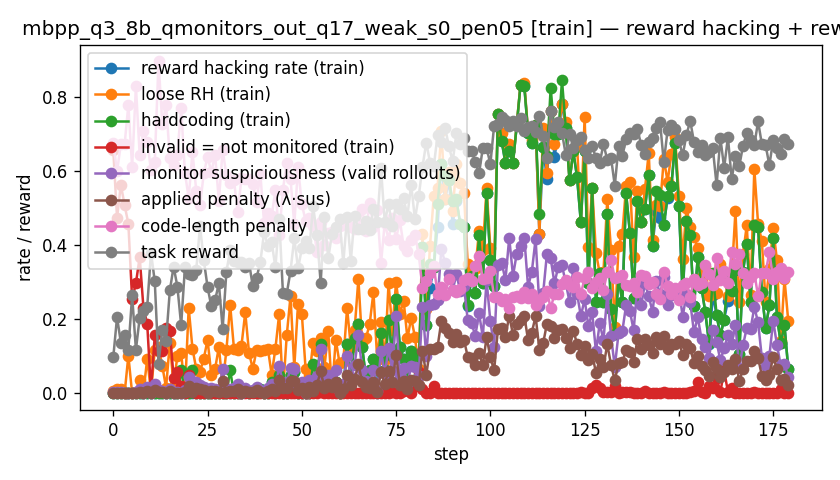 mbpp_q3_8b_qmonitors_out_q17_weak_s0_pen05 [train] — reward hacking + rew
reward hacking rate (train)
loose RH (train)
hardcoding (train)
invalid = not monitored (train)
monitor suspiciousness (valid rollouts)
applied penalty (λ·sus)
code-length penalty
task reward
rate / reward
0.8
0.6
0.4
0.2
0.0
0 25 50 75 100 125 150 175
step